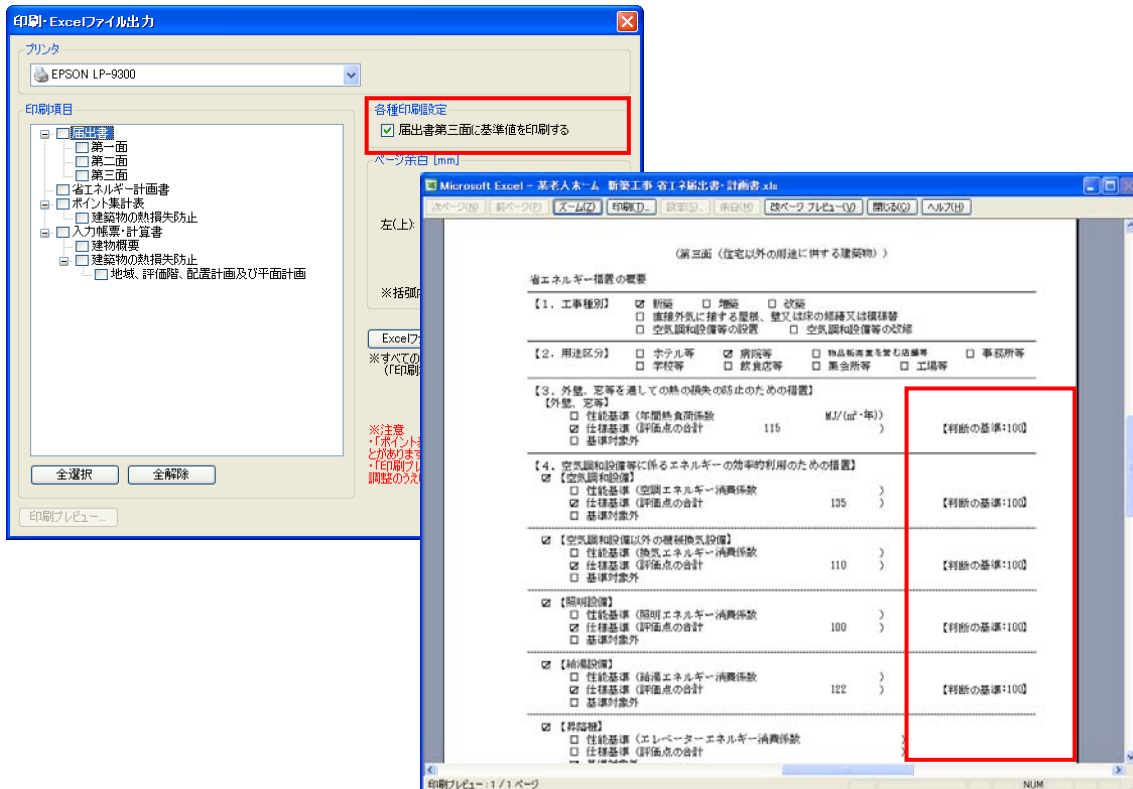 印刷・Excelファイル出力
プリンタ
EPSON LP-9300
印刷項目
届出書
第一面
第二面
第三面
省エネルギー計画書
ポイント集計表
建築物の熱損失防止
入力帳票・計算書
建物概要
建築物の熱損失防止
地域、評価階、配置計画及び平面計画
全選択
全解除
印刷プレビュー...
各種印刷設定
届出書第三面に基準値を印刷する
ページ余白 [mm]
左(上):
※括弧
Excelフ
※すべての
(「印刷
※注意
・「ポイント
とがあります
・「印刷プレ
調整のうえ
Microsoft Excel - 某老人ホーム 新築工事 省エネ届出書・計画書.xls
次ページ(N) 前ページ(P) ズーム(Z) 印刷(T)... 設定(S)... 余白(M) 改ページ プレビュー(V) 閉じる(C) ヘルプ(H)
(第三面(住宅以外の用途に供する建築物))
省エネルギー措置の概要
【1. 工事種別】 新築 増築 改築
直接外気に接する屋根、壁又は床の修繕又は模様替
空気調和設備等の設置 空気調和設備等の改修
【2. 用途区分】 ホテル等 病院等 物品販売業を営む店舗等 事務所等
学校等 飲食店等 集会所等 工場等
【3. 外壁、窓等を通しての熱の損失の防止のための措置】
【外壁、窓等】
性能基準(年間熱負荷係数 MJ/(㎡・年))
仕様基準(評価点の合計 115 ) 【判断の基準:100】
基準対象外
【4. 空気調和設備等に係るエネルギーの効率的利用のための措置】
【空気調和設備】
性能基準(空調エネルギー消費係数 )
仕様基準(評価点の合計 135 ) 【判断の基準:100】
基準対象外
【空気調和設備以外の機械換気設備】
性能基準(換気エネルギー消費係数 )
仕様基準(評価点の合計 110 ) 【判断の基準:100】
基準対象外
【照明設備】
性能基準(照明エネルギー消費係数 )
仕様基準(評価点の合計 100 ) 【判断の基準:100】
基準対象外
【給湯設備】
性能基準(給湯エネルギー消費係数 )
仕様基準(評価点の合計 122 ) 【判断の基準:100】
基準対象外
【昇降機】
性能基準(エレベーターエネルギー消費係数 )
仕様基準(評価点の合計 )
印刷プレビュー:1/1 ページ
NUM